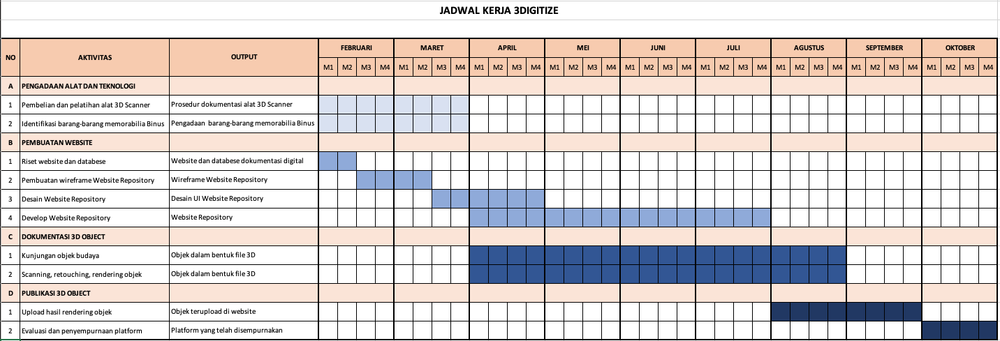 JADWAL KERJA 3DIGITIZE
NO AKTIVITAS OUTPUT FEBRUARI MARET APRIL MEI JUNI JULI AGUSTUS SEPTEMBER OKTOBER
M1 M2 M3 M4 M1 M2 M3 M4 M1 M2 M3 M4 M1 M2 M3 M4 M1 M2 M3 M4 M1 M2 M3 M4 M1 M2 M3 M4 M1 M2 M3 M4 M1 M2 M3 M4
A PENGADAAN ALAT DAN TEKNOLOGI
1 Pembelian dan pelatihan alat 3D Scanner Prosedur dokumentasi alat 3D Scanner
2 Identifikasi barang-barang memorabilia Binus Pengadaan barang-barang memorabilia Binus
B PEMBUATAN WEBSITE
1 Riset website dan databese Website dan databese dokumentasi digital
2 Pembuatan wireframe Website Repository Wireframe Website Repository
3 Desain Website Repository Desain UI Website Repository
4 Develop Website Repository Website Repository
C DOKUMENTASI 3D OBJECT
1 Kunjungan objek budaya Objek dalam bentuk file 3D
2 Scanning, retouching, rendering objek Objek dalam bentuk file 3D
D PUBLIKASI 3D OBJECT
1 Upload hasil rendering objek Objek terupload di website
2 Evaluasi dan penyempurnaan platform Platform yang telah disempurnakan